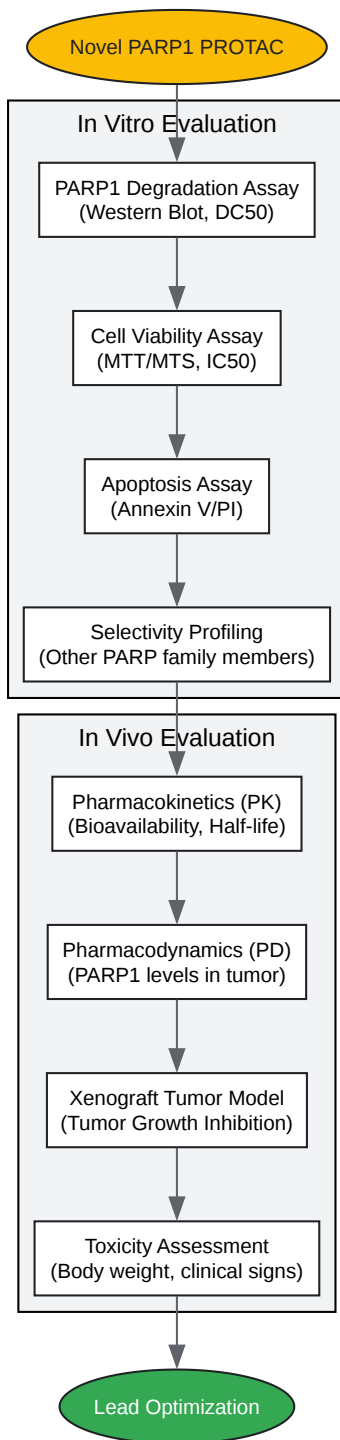 Novel PARP1 PROTAC
In Vitro Evaluation
PARP1 Degradation Assay
(Western Blot, DC50)
Cell Viability Assay
(MTT/MTS, IC50)
Apoptosis Assay
(Annexin V/PI)
Selectivity Profiling
(Other PARP family members)
In Vivo Evaluation
Pharmacokinetics (PK)
(Bioavailability, Half-life)
Pharmacodynamics (PD)
(PARP1 levels in tumor)
Xenograft Tumor Model
(Tumor Growth Inhibition)
Toxicity Assessment
(Body weight, clinical signs)
Lead Optimization